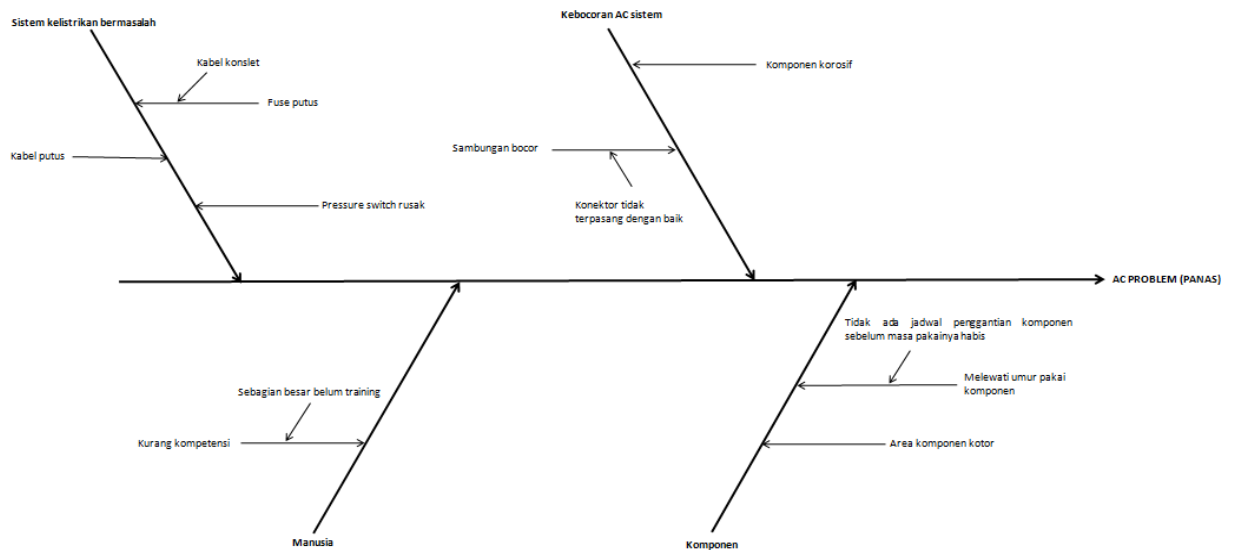 Sistem kelistrikan bermasalah
Kebocoran AC sistem
Kabel konslet
Komponen korosif
Fuse putus
Sambungan bocor
Kabel putus
Pressure switch rusak
Konektor tidak
terpasang dengan baik
AC PROBLEM (PANAS)
Tidak ada jadwal penggantian komponen
sebelum masa pakainya habis
Sebagian besar belum training
Melewati umur pakai
komponen
Kurang kompetensi
Area komponen kotor
Manusia
Komponen